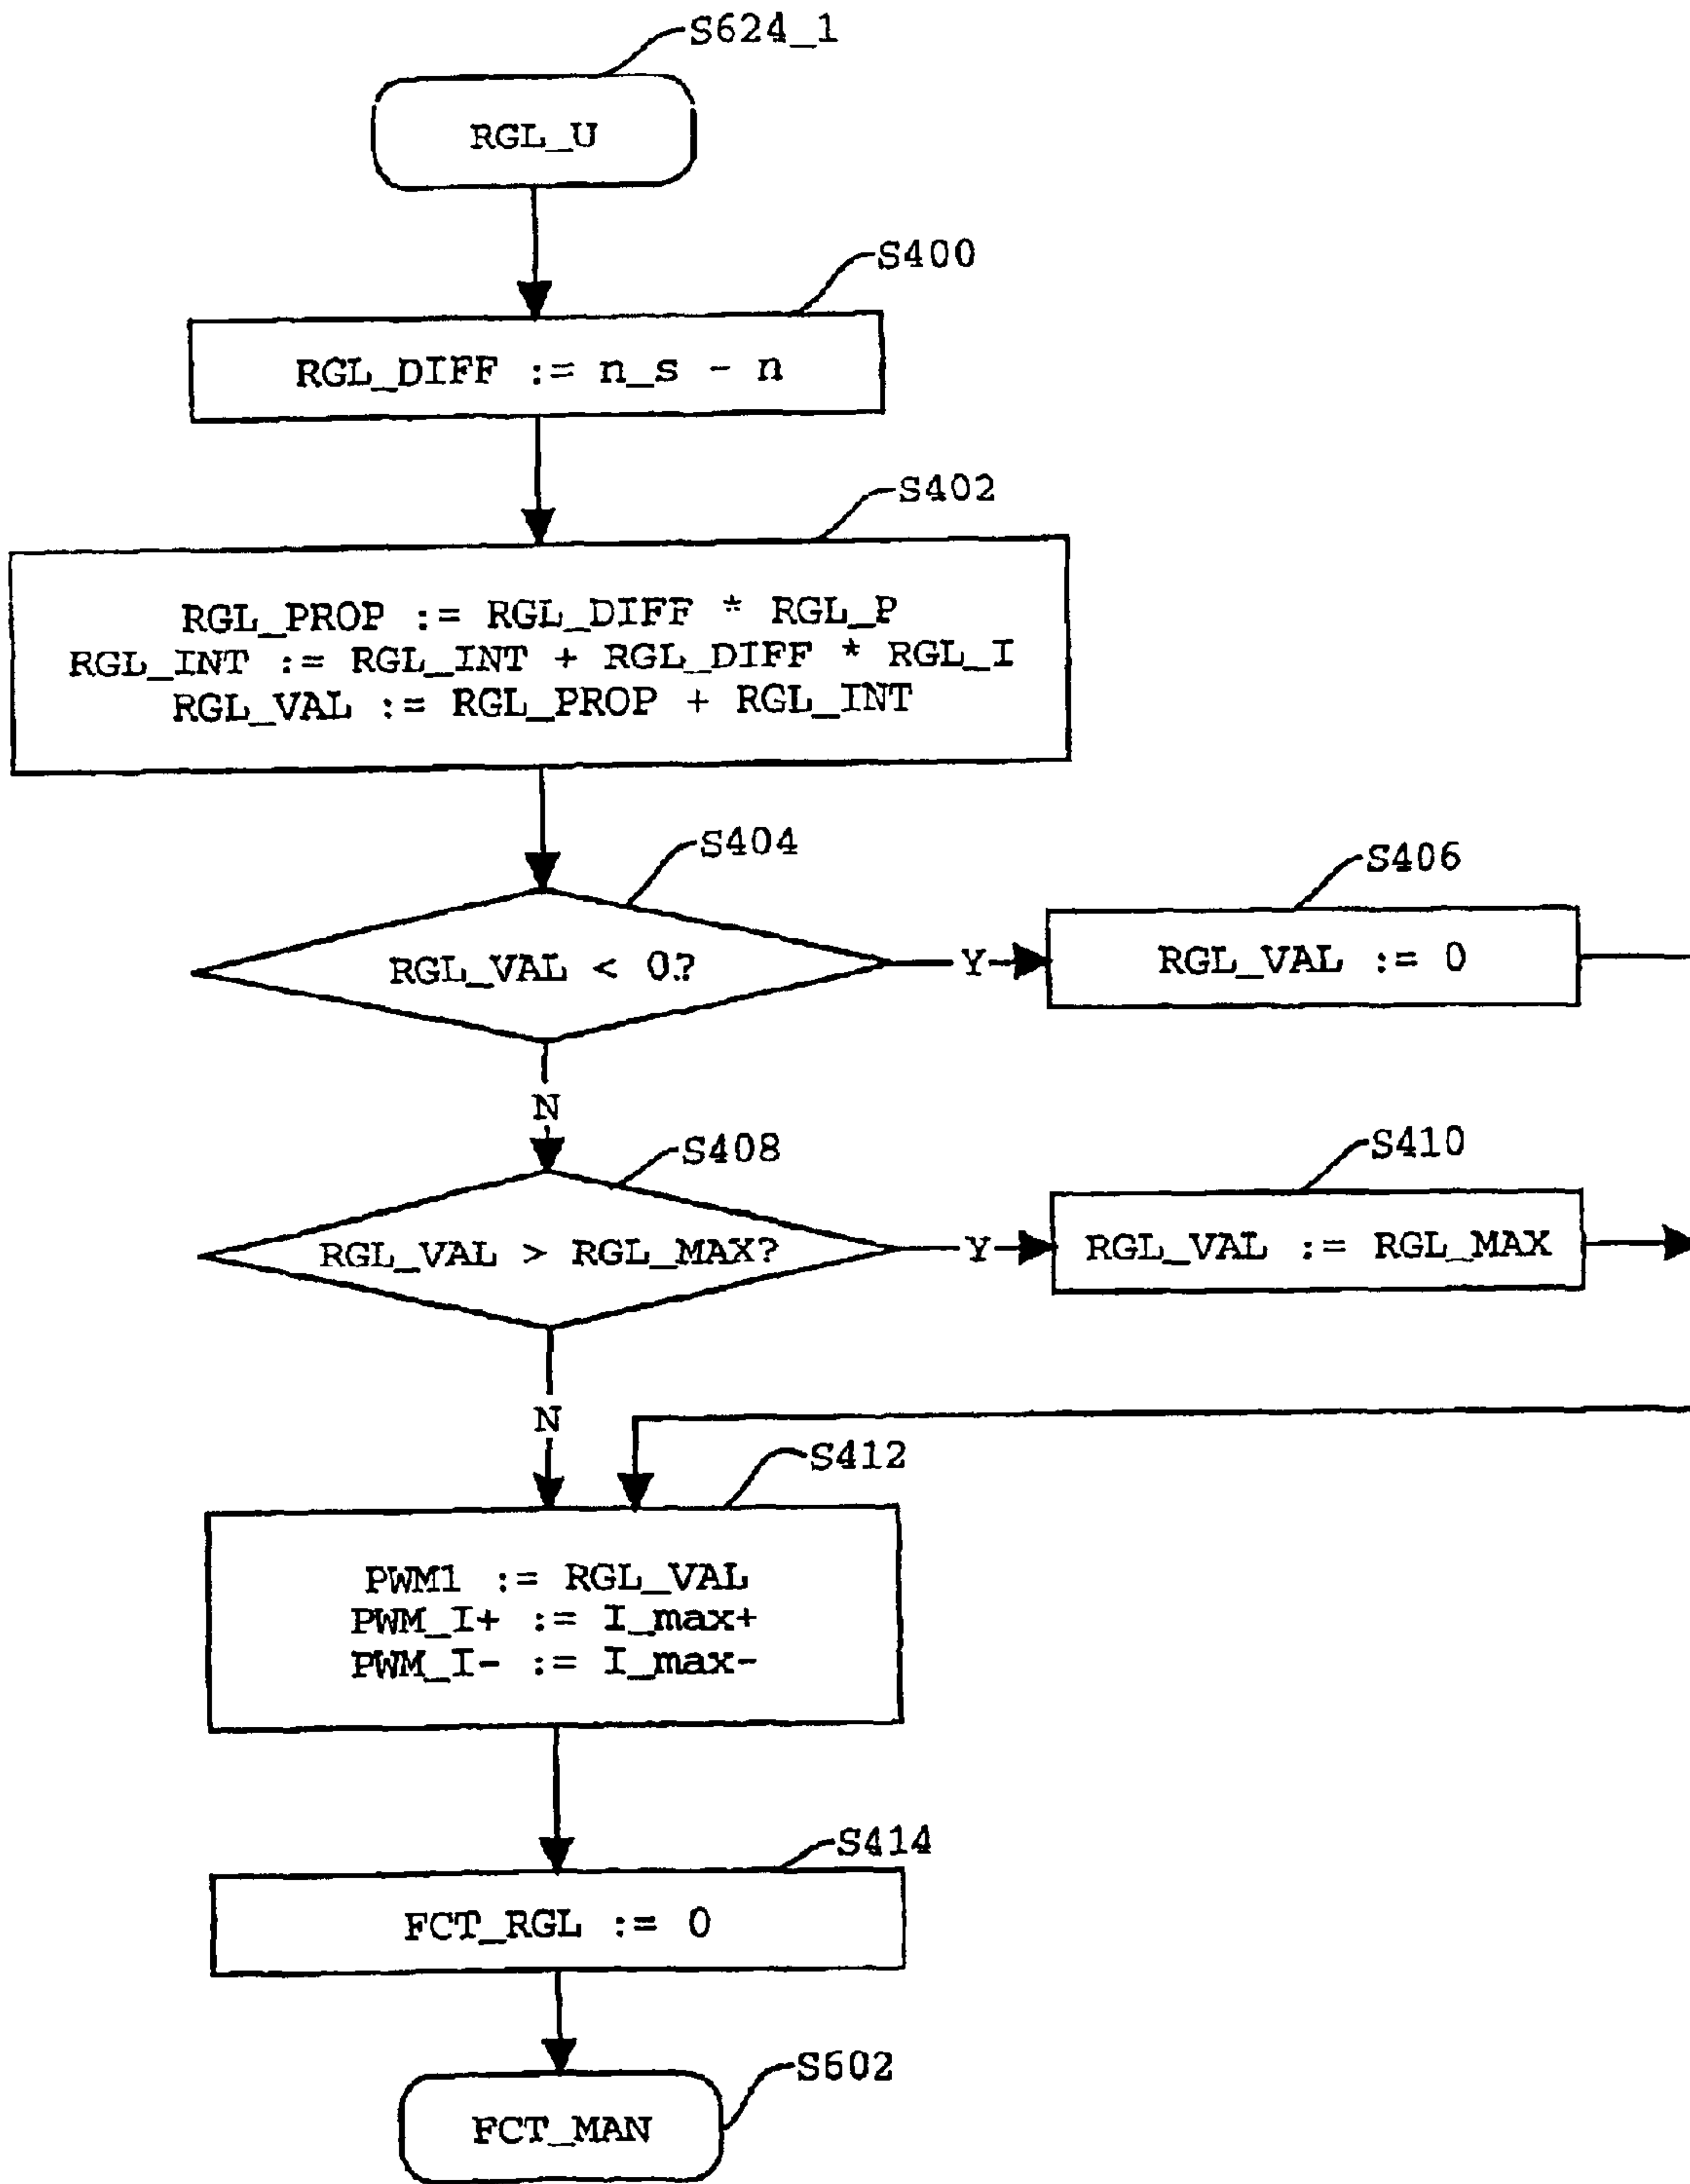 S624_1
RGL_U
S400
RGL_DIFF := n_s - n
S402
RGL_PROP := RGL_DIFF * RGL_P
RGL_INT := RGL_INT + RGL_DIFF * RGL_I
RGL_VAL := RGL_PROP + RGL_INT
S404
RGL_VAL < 0?
Y
S406
RGL_VAL := 0
N
S408
RGL_VAL > RGL_MAX?
Y
S410
RGL_VAL := RGL_MAX
N
S412
PWM1 := RGL_VAL
PWM_I+ := I_max+
PWM_I- := I_max-
S414
FCT_RGL := 0
S602
FCT_MAN